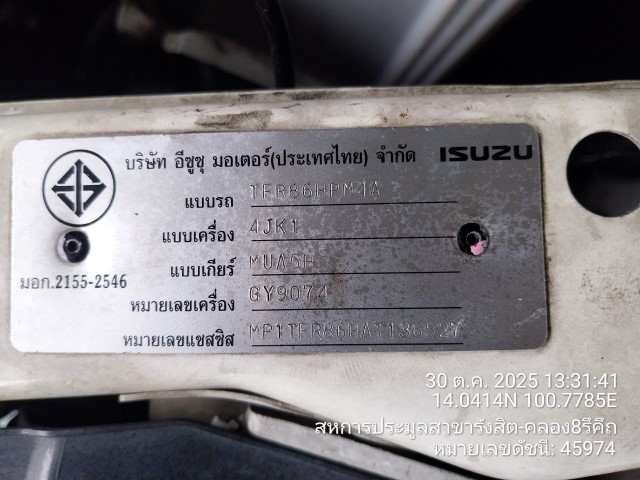 บริษัท อีซูซุ มอเตอร์(ประเทศไทย) จำกัด ISUZU
แบบรถ
แบบเครื่อง 4JK1
แบบเกียร์ MUA5H
มอก.2155-2546
หมายเลขเครื่อง GY9074
หมายเลขแชสซิส
30 ต.ค. 2025 13:31:41
14.0414N 100.7785E
สหการประมูลสาขารังสิต-คลอง8รีคีถ
หมายเลขดัชนี: 45974